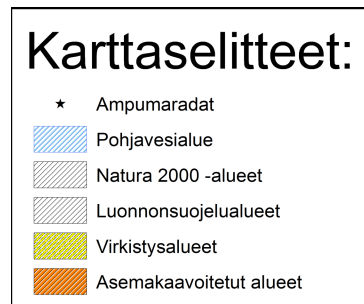 Karttaselitteet:
Ampumaradat
Pohjavesialue
Natura 2000 -alueet
Luonnonsuojelualueet
Virkistysalueet
Asemakaavoitetut alueet